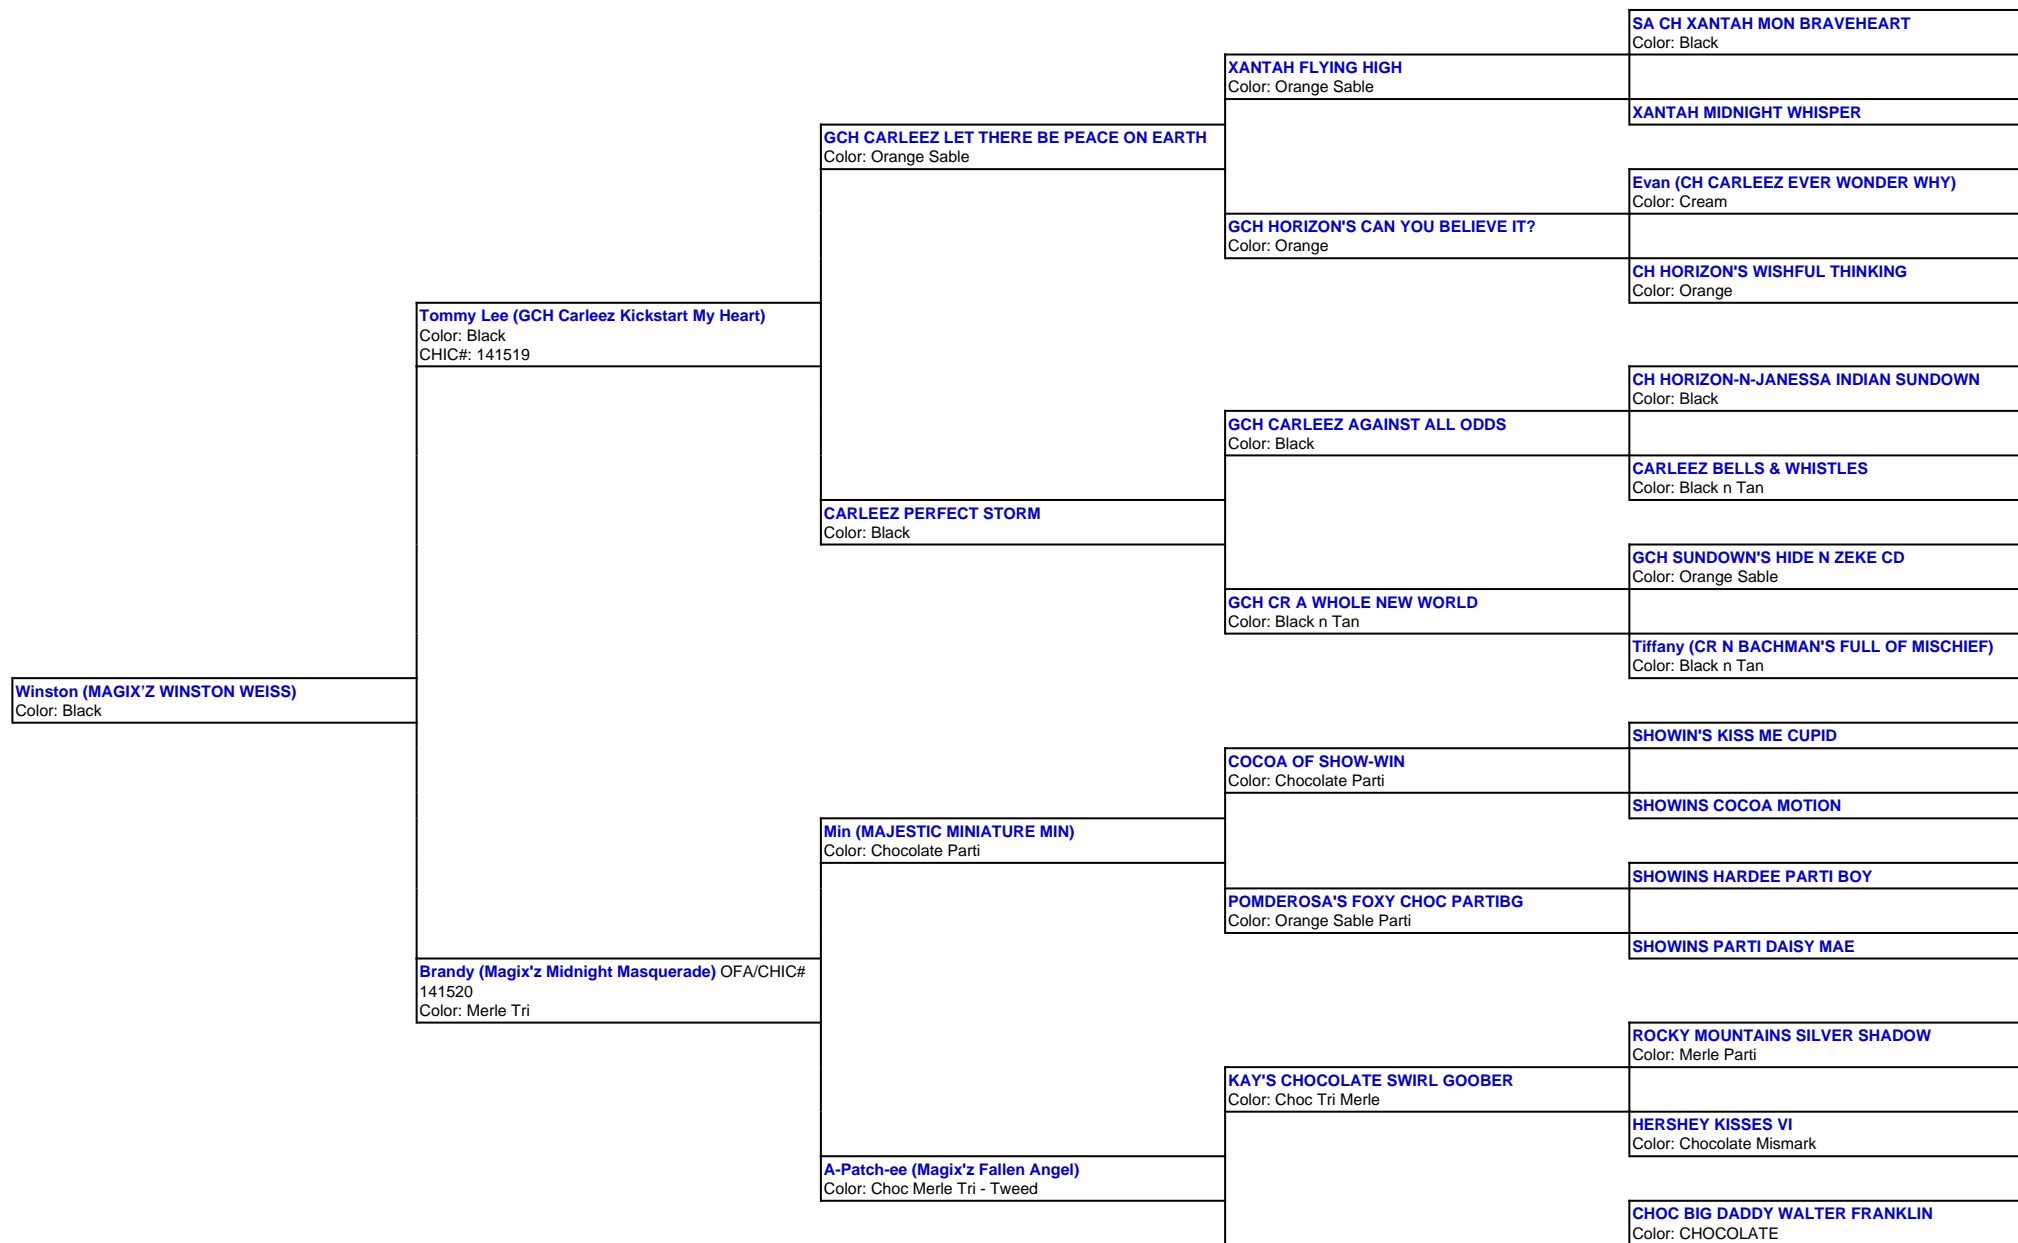 SA CH XANTAH MON BRAVEHEART
Color: Black
XANTAH FLYING HIGH
Color: Orange Sable
XANTAH MIDNIGHT WHISPER
GCH CARLEEZ LET THERE BE PEACE ON EARTH
Color: Orange Sable
Evan (CH CARLEEZ EVER WONDER WHY)
Color: Cream
GCH HORIZON'S CAN YOU BELIEVE IT?
Color: Orange
CH HORIZON'S WISHFUL THINKING
Color: Orange
Tommy Lee (GCH Carleez Kickstart My Heart)
Color: Black
CHIC#: 141519
CH HORIZON-N-JANESSA INDIAN SUNDOWN
Color: Black
GCH CARLEEZ AGAINST ALL ODDS
Color: Black
CARLEEZ BELLS & WHISTLES
Color: Black n Tan
CARLEEZ PERFECT STORM
Color: Black
GCH SUNDOWN'S HIDE N ZEKE CD
Color: Orange Sable
GCH CR A WHOLE NEW WORLD
Color: Black n Tan
Tiffany (CR N BACHMAN'S FULL OF MISCHIEF)
Color: Black n Tan
Winston (MAGIX’Z WINSTON WEISS)
Color: Black
SHOWIN'S KISS ME CUPID
COCOA OF SHOW-WIN
Color: Chocolate Parti
SHOWINS COCOA MOTION
Min (MAJESTIC MINIATURE MIN)
Color: Chocolate Parti
SHOWINS HARDEE PARTI BOY
POMDEROSA'S FOXY CHOC PARTIBG
Color: Orange Sable Parti
SHOWINS PARTI DAISY MAE
Brandy (Magix'z Midnight Masquerade) OFA/CHIC#
141520
Color: Merle Tri
ROCKY MOUNTAINS SILVER SHADOW
Color: Merle Parti
KAY'S CHOCOLATE SWIRL GOOBER
Color: Choc Tri Merle
HERSHEY KISSES VI
Color: Chocolate Mismark
A-Patch-ee (Magix'z Fallen Angel)
Color: Choc Merle Tri - Tweed
CHOC BIG DADDY WALTER FRANKLIN
Color: CHOCOLATE